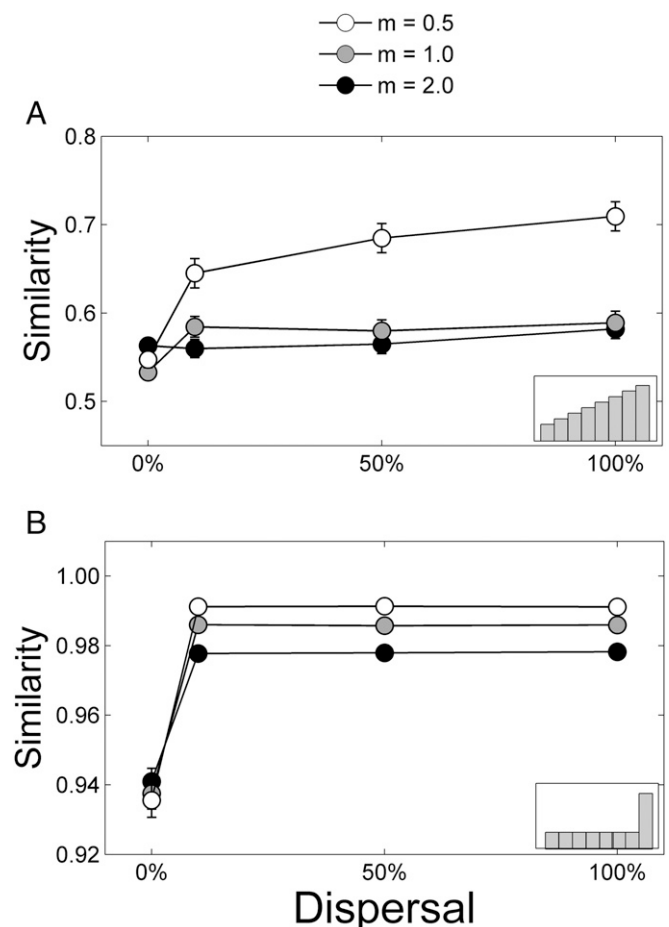 m = 0.5
m = 1.0
m = 2.0
A
0.8
0.7
0.6
0.5
Similarity
0% 50% 100%
B
1.00
0.98
0.96
0.94
0.92
Similarity
0% 50% 100%
Dispersal